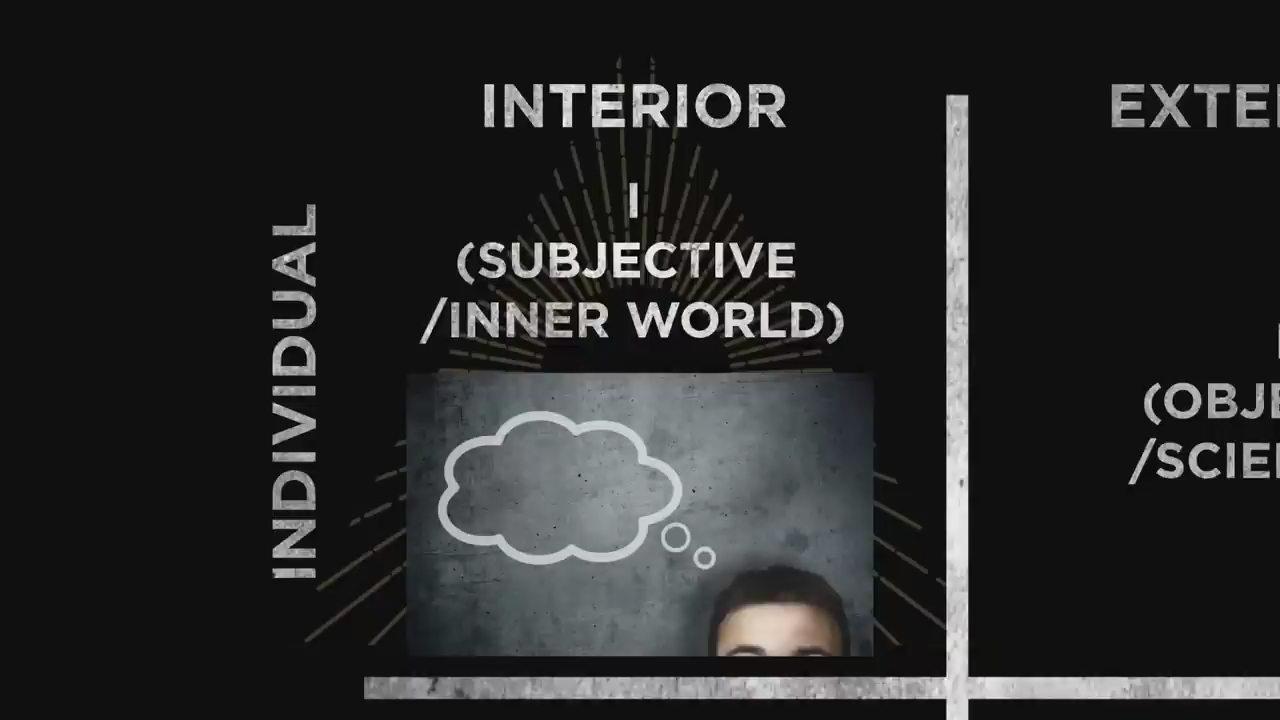 INTERIOR
I
(SUBJECTIVE
/INNER WORLD)
INDIVIDUAL
EXTE
(OBJE
/SCIE